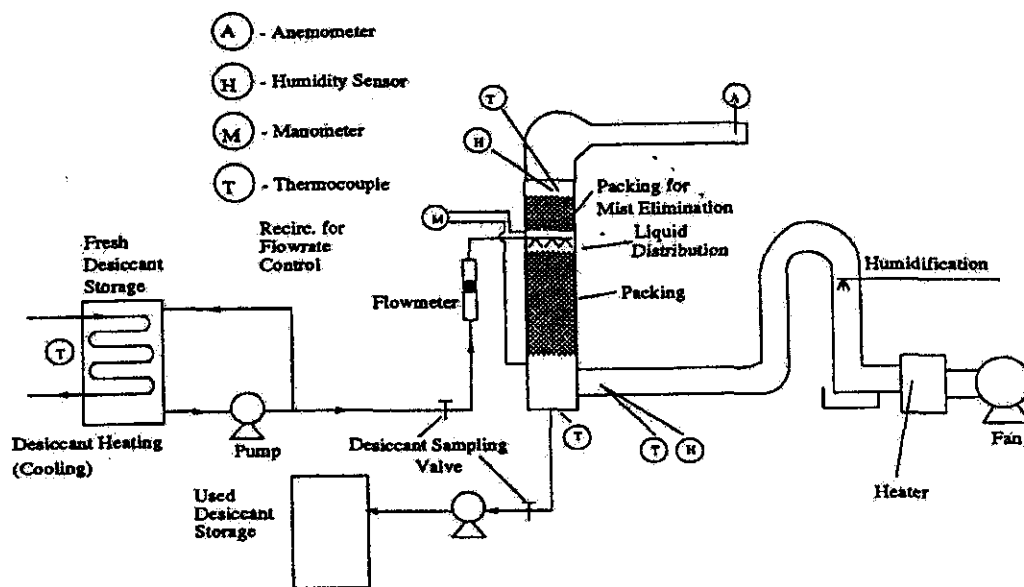 A - Anemometer
H - Humidity Sensor
M - Manometer
T - Thermocouple
T
A
H
Packing for
Mist Elimination
M
Liquid
Distribution
Recirc. for
Flowrate
Control
Fresh
Desiccant
Storage
Humidification
Flowmeter
Packing
T
Desiccant Heating
(Cooling)
Pump
Desiccant Sampling
Valve
T
T
H
Fan
Heater
Used
Desiccant
Storage